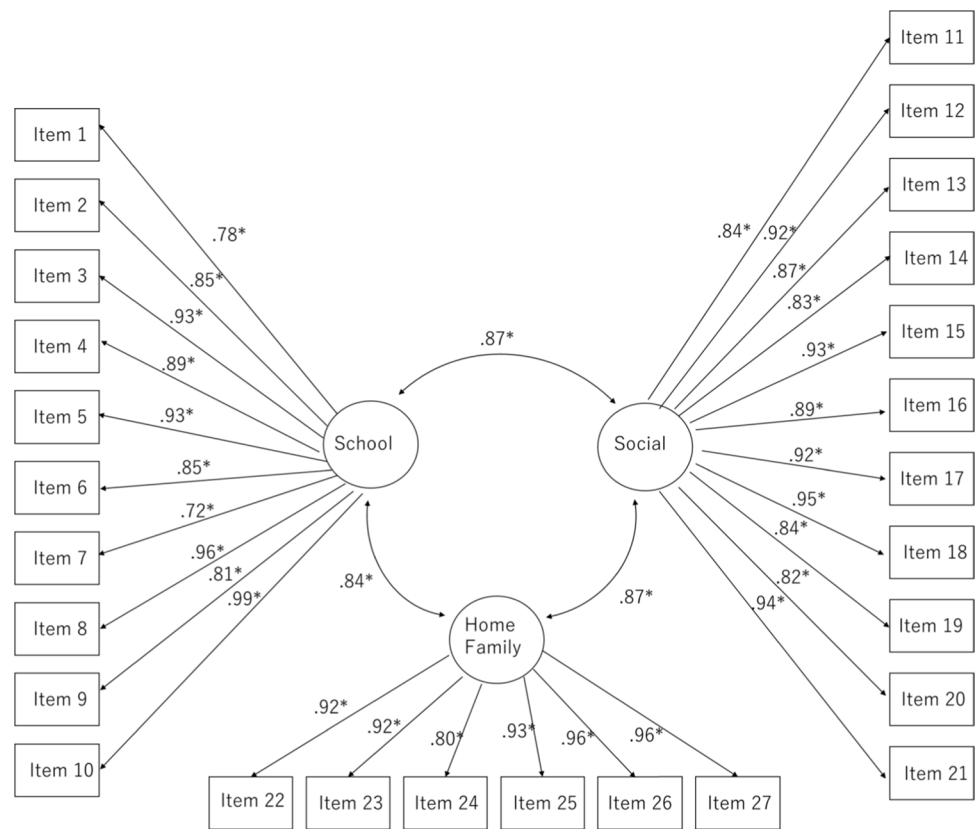 Item 1
Item 2
Item 3
Item 4
Item 5
Item 6
Item 7
Item 8
Item 9
Item 10
.78*
.85*
.93*
.89*
.93*
.85*
.72*
.96*
.81*
.99*
School
.87*
Social
.84*
.87*
Home
Family
.84*
.92*
.87*
.83*
.93*
.89*
.92*
.95*
.84*
.82*
.94*
Item 11
Item 12
Item 13
Item 14
Item 15
Item 16
Item 17
Item 18
Item 19
Item 20
Item 21
.92*
.92*
.80*
.93*
.96*
.96*
Item 22
Item 23
Item 24
Item 25
Item 26
Item 27